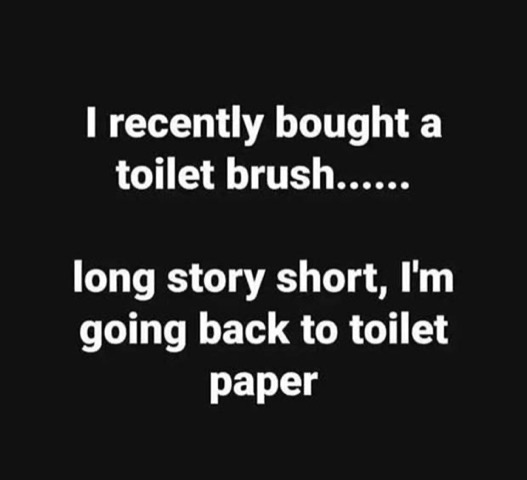 I recently bought a
toilet brush......
long story short, I'm
going back to toilet
paper